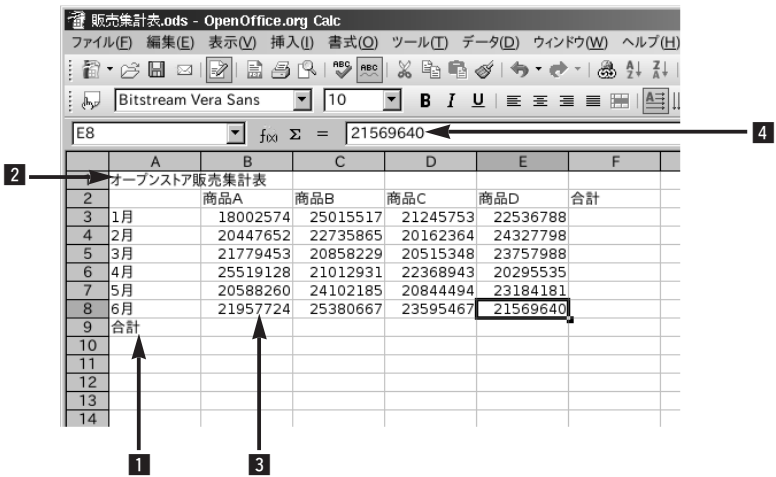 販売集計表.ods - OpenOffice.org Calc
ファイル(F) 編集(E) 表示(V) 挿入(I) 書式(O) ツール(T) データ(D) ウィンドウ(W) ヘルプ(H)
ABC ABC
Bitstream Vera Sans 10 B I U
E8 f(x) Σ = 21569640 4
A B C D E F
2 1 オープンストア販売集計表
2 商品A 商品B 商品C 商品D 合計
3 1月 18002574 25015517 21245753 22536788
4 2月 20447652 22735865 20162364 24327798
5 3月 21779453 20858229 20515348 23757988
6 4月 25519128 21012931 22368943 20295535
7 5月 20588260 24102185 20844494 23184181
8 6月 21957724 25380667 23595467 21569640
9 合計
10
11
12
13
14
1 3